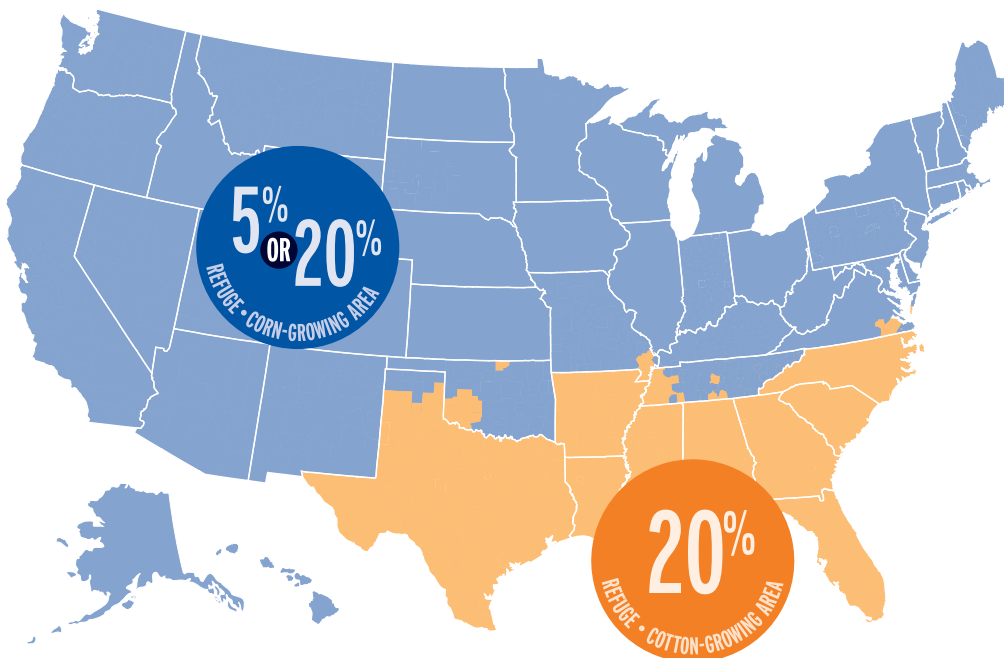 5%
OR
20%
REFUGE • CORN-GROWING AREA
20%
REFUGE • COTTON-GROWING AREA